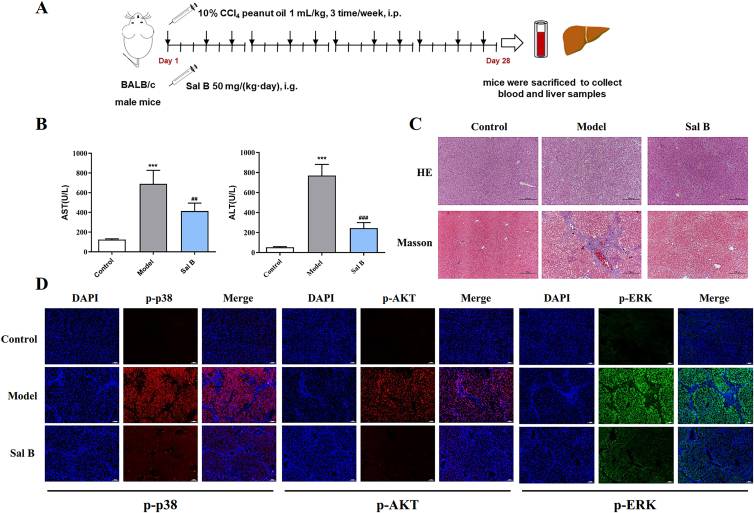 A
10% CCl4 peanut oil 1 mL/kg, 3 time/week, i.p.
Day 1
Day 28
BALB/c
male mice
Sal B 50 mg/(kg·day), i.g.
mice were sacrificed to collect
blood and liver samples
B
AST(U/L)
1000
800
600
400
200
0
***
##
Control
Model
Sal B
ALT(U/L)
1000
800
600
400
200
0
***
###
Control
Model
Sal B
C
Control Model Sal B
HE
Masson
D
DAPI p-p38 Merge DAPI p-AKT Merge DAPI p-ERK Merge
Control
Model
Sal B
p-p38 p-AKT p-ERK